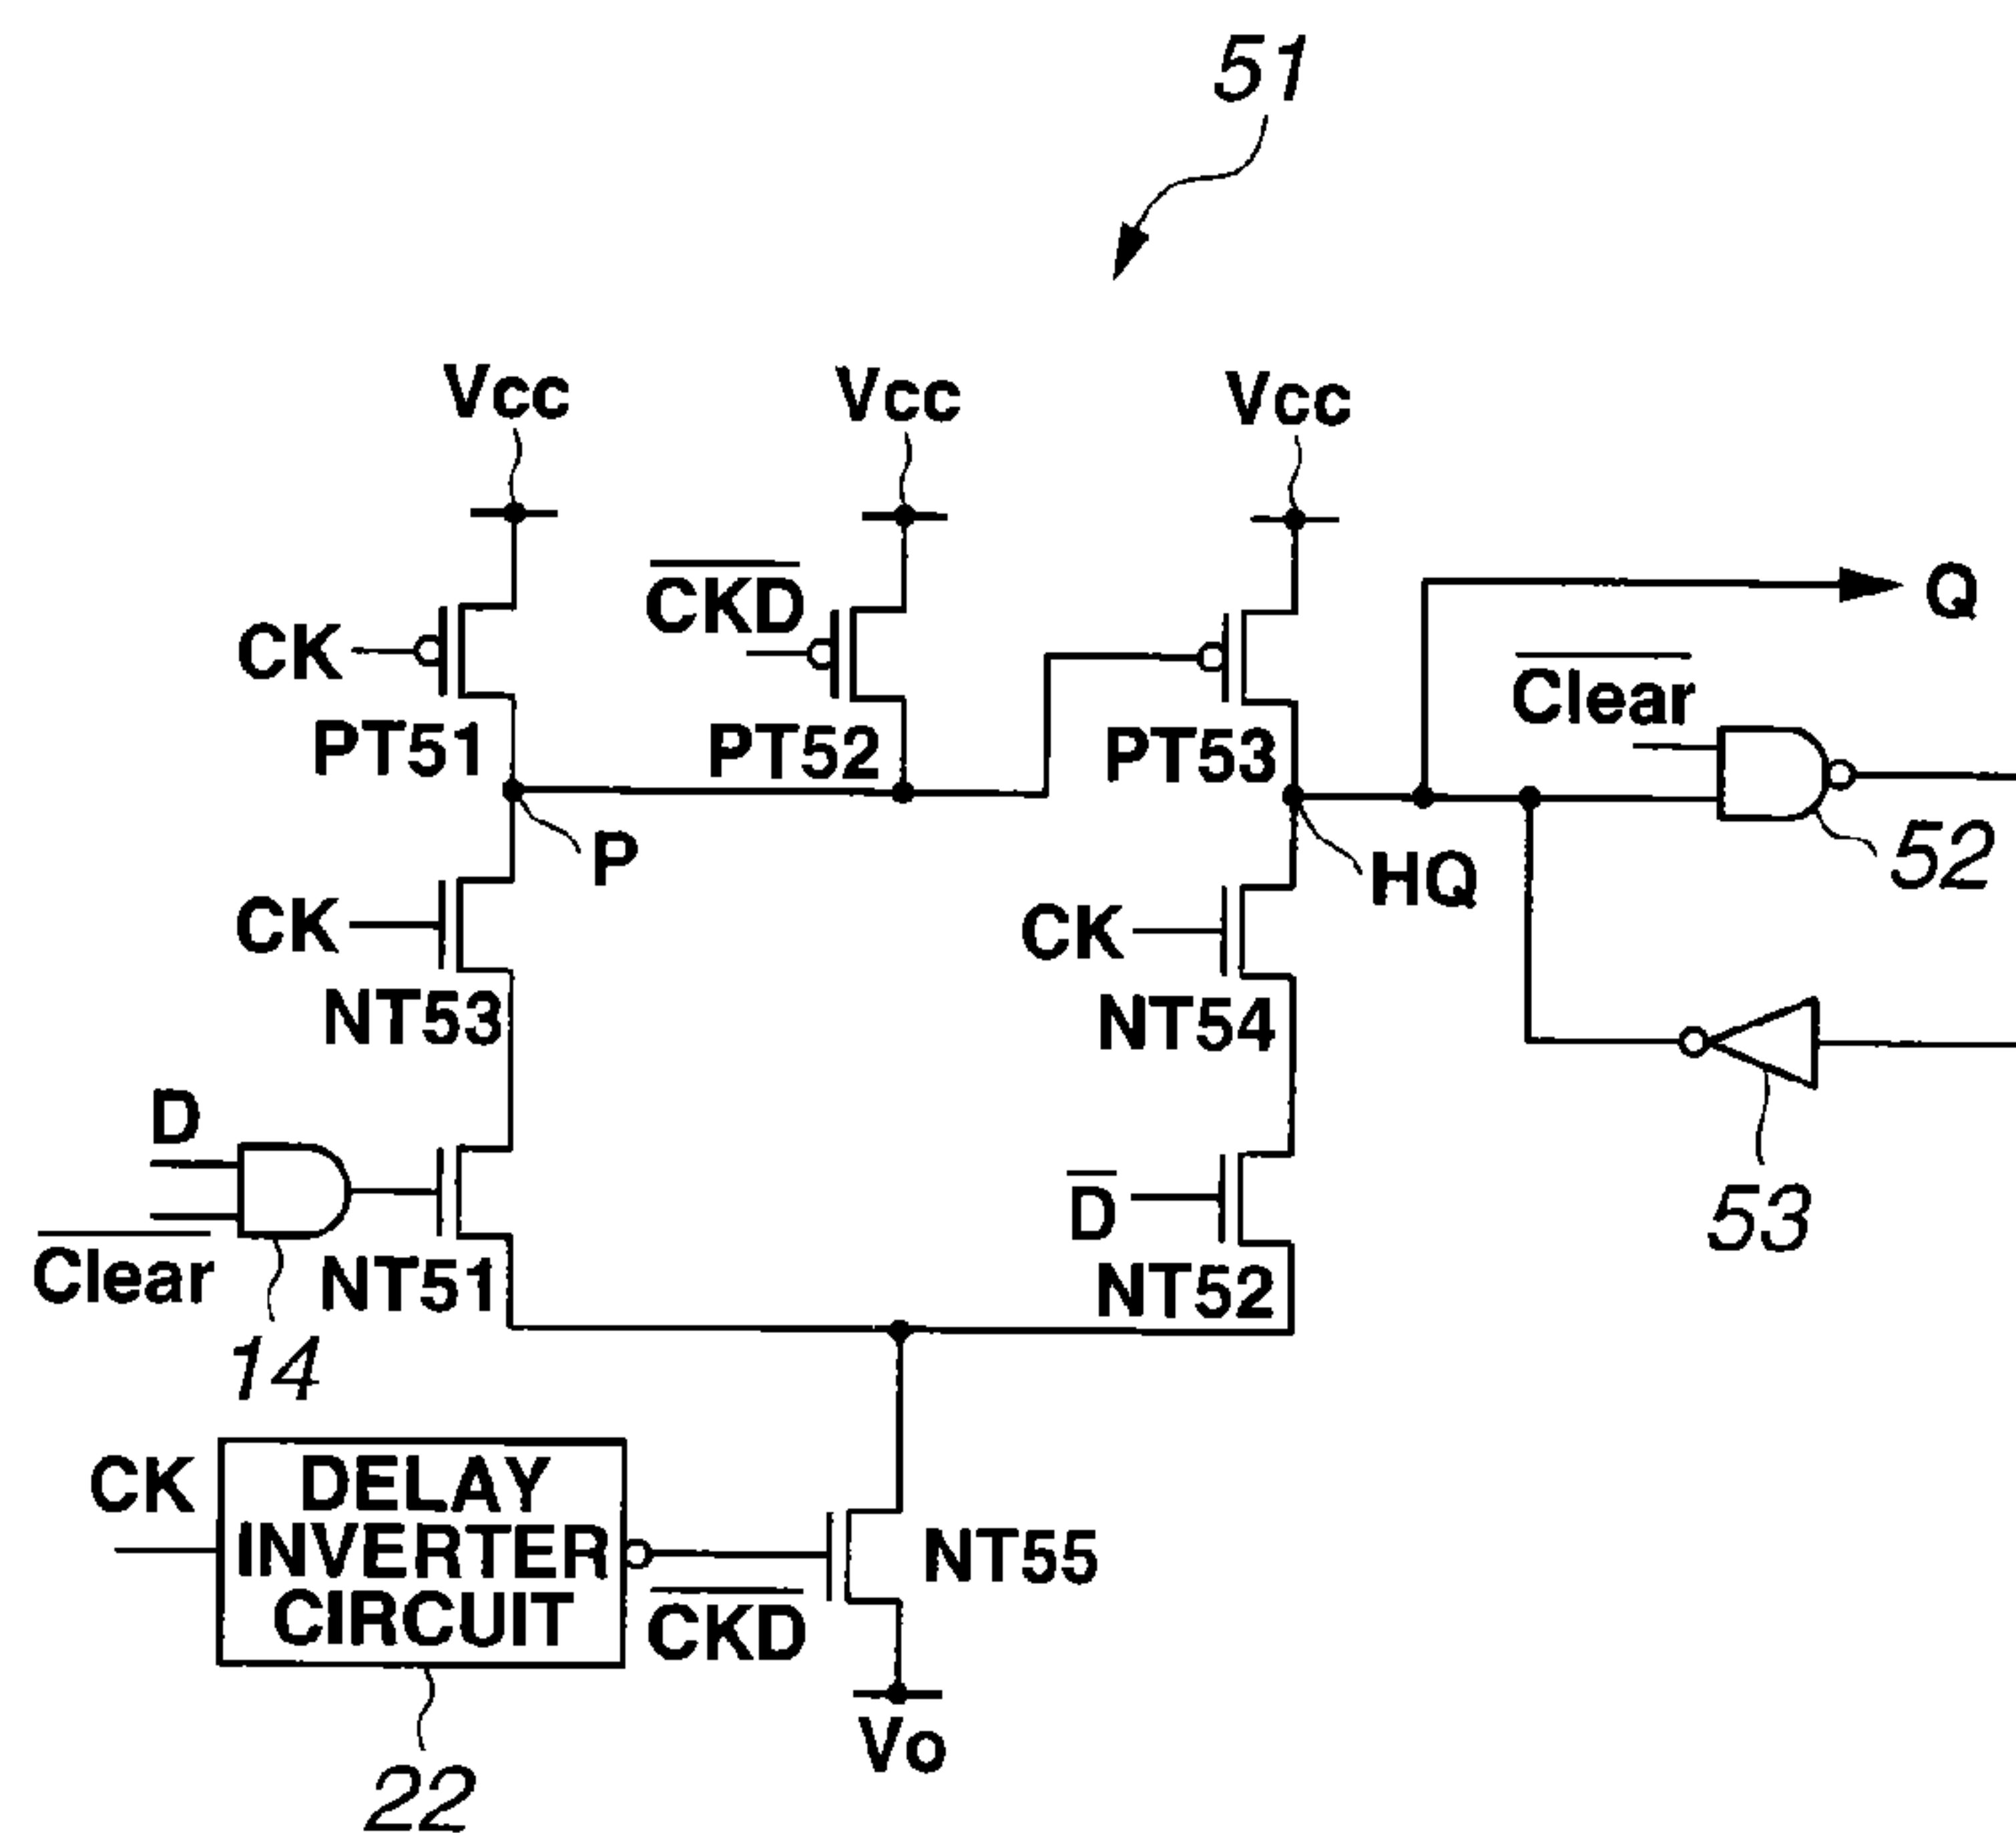 51
Vcc
Vcc
Vcc
CK
PT51
CKD
PT52
PT53
Q
Clear
52
P
HQ
CK
NT53
CK
NT54
D
Clear
14
NT51
D
NT52
53
CK
DELAY
INVERTER
CIRCUIT
22
CKD
NT55
Vo